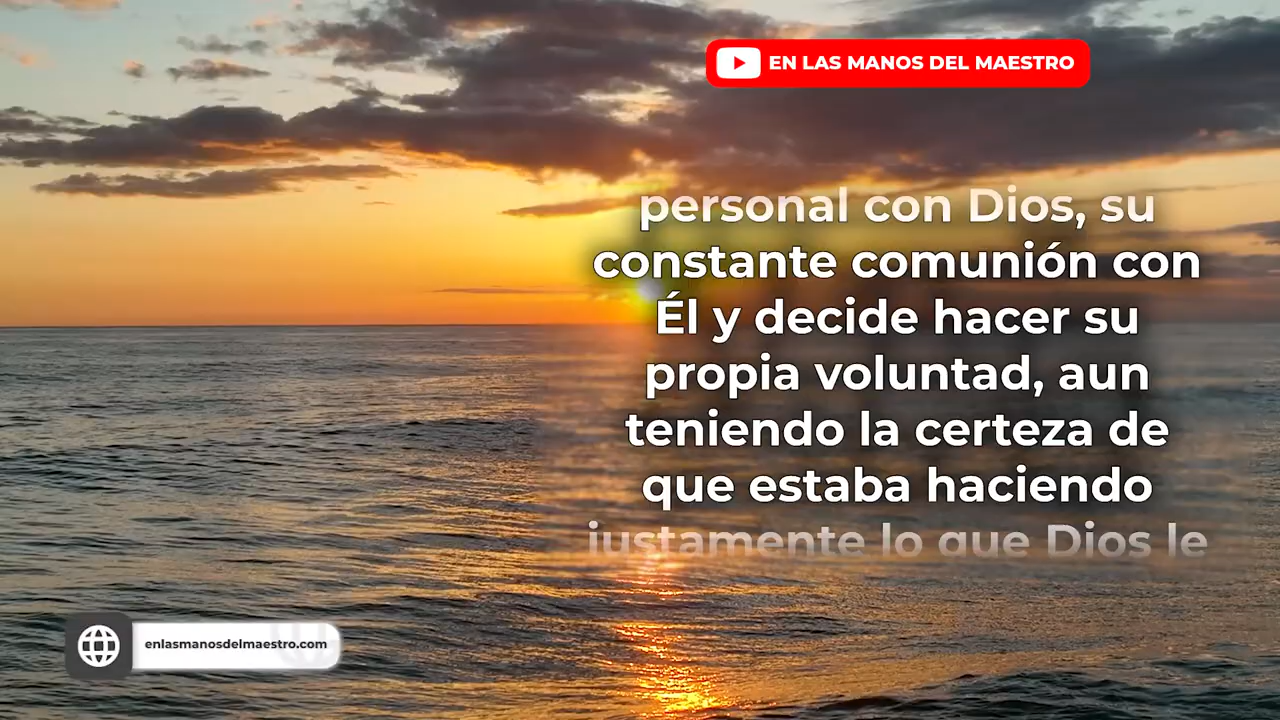 EN LAS MANOS DEL MAESTRO
personal con Dios, su
constante comunión con
Él y decide hacer su
propia voluntad, aun
teniendo la certeza de
que estaba haciendo
justamente lo que Dios le
enlasmanosdelmaestro.com